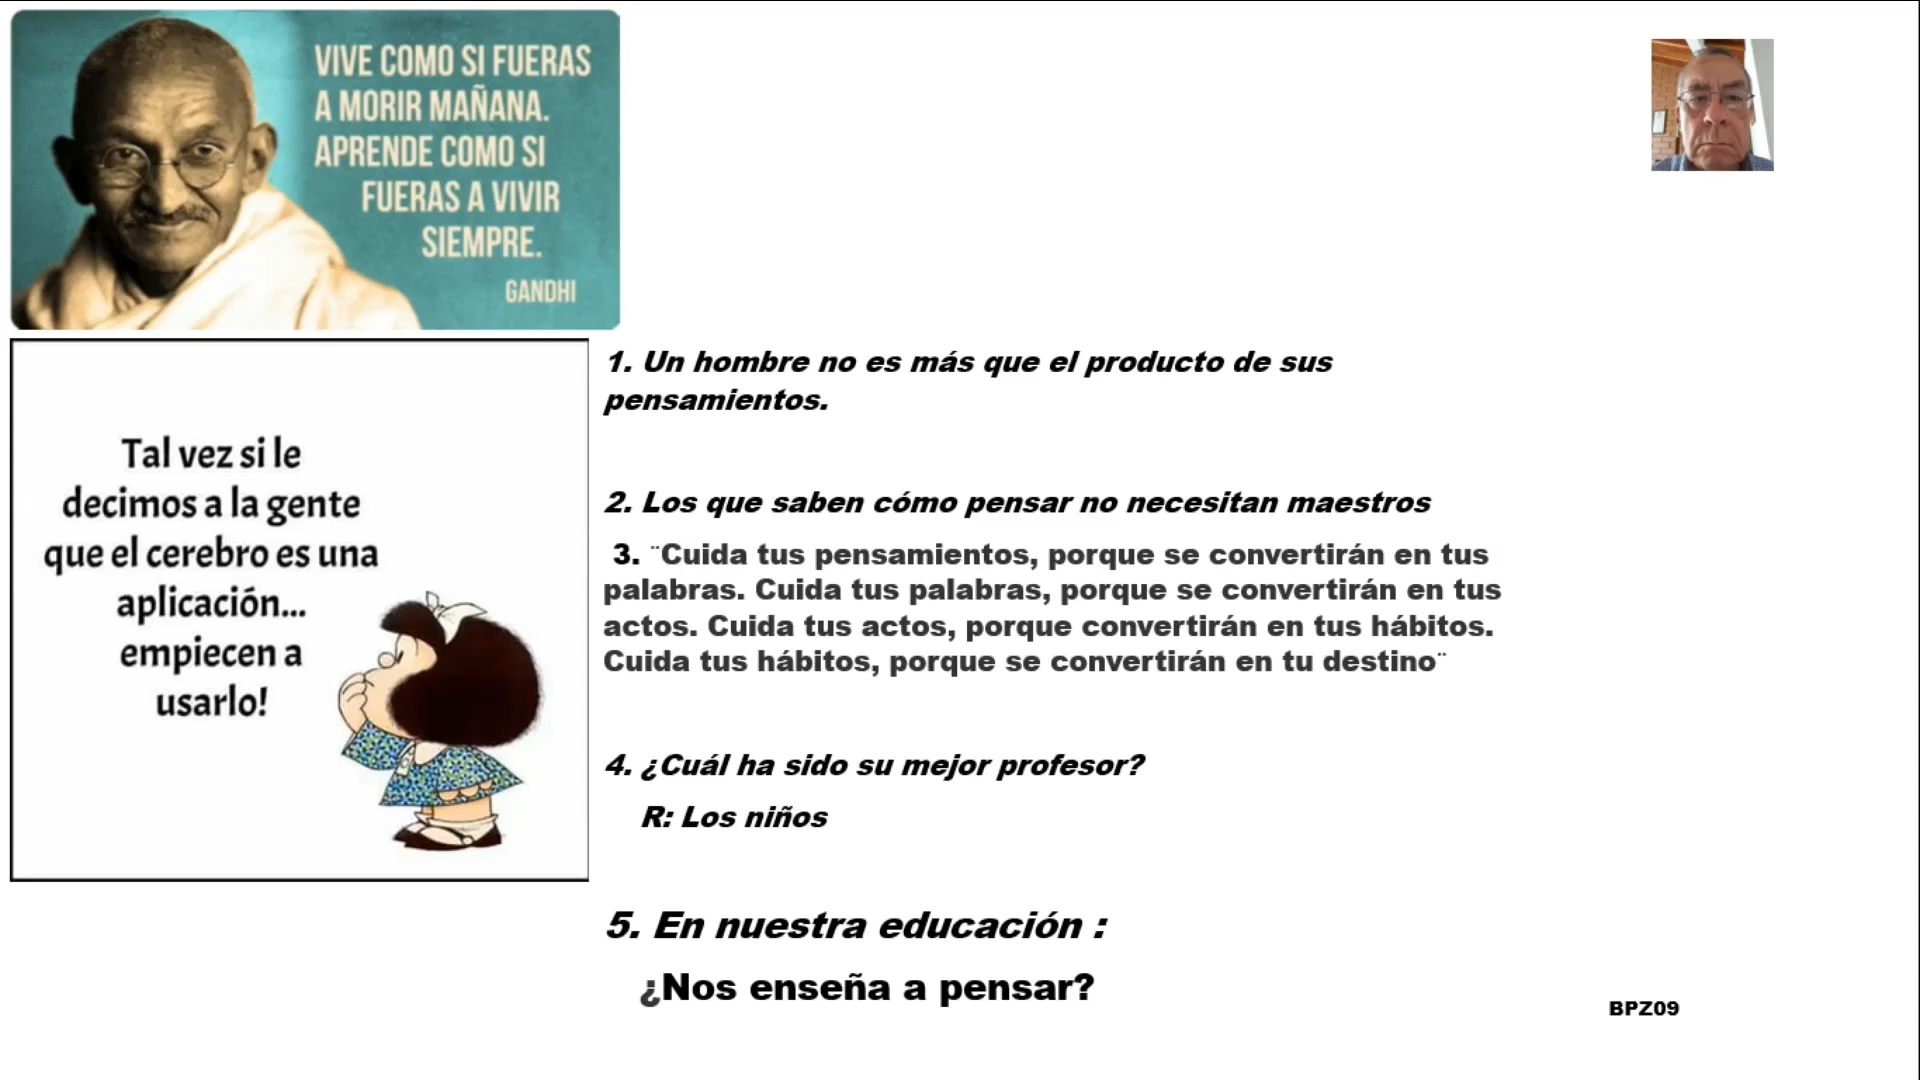 VIVE COMO SI FUERAS
A MORIR MAÑANA.
APRENDE COMO SI
FUERAS A VIVIR
SIEMPRE.
GANDHI
Tal vez si le
decimos a la gente
que el cerebro es una
aplicación...
empiecen a
usarlo!
1. Un hombre no es más que el producto de sus
pensamientos.
2. Los que saben cómo pensar no necesitan maestros
3. ¨Cuida tus pensamientos, porque se convertirán en tus
palabras. Cuida tus palabras, porque se convertirán en tus
actos. Cuida tus actos, porque convertirán en tus hábitos.
Cuida tus hábitos, porque se convertirán en tu destino¨
4. ¿Cuál ha sido su mejor profesor?
R: Los niños
5. En nuestra educación :
¿Nos enseña a pensar?
BPZ09